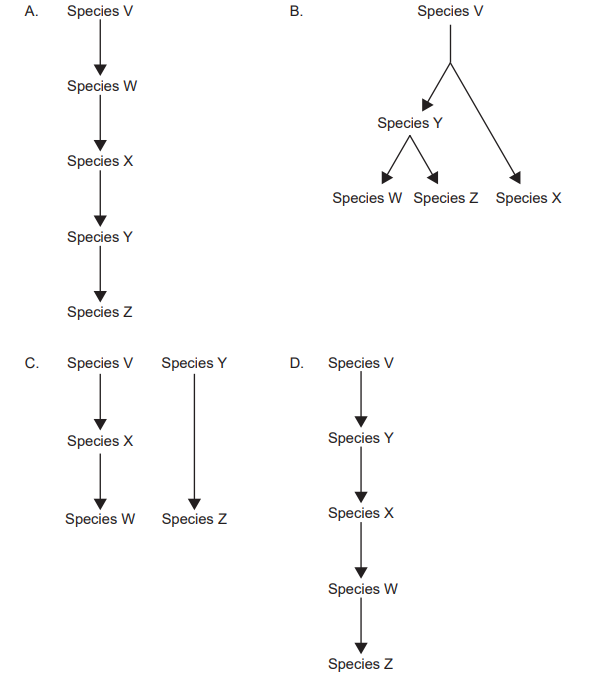 A. Species V
Species W
Species X
Species Y
Species Z
B. Species V
Species Y
Species W Species Z Species X
C. Species V Species Y
Species X
Species W Species Z
D. Species V
Species Y
Species X
Species W
Species Z